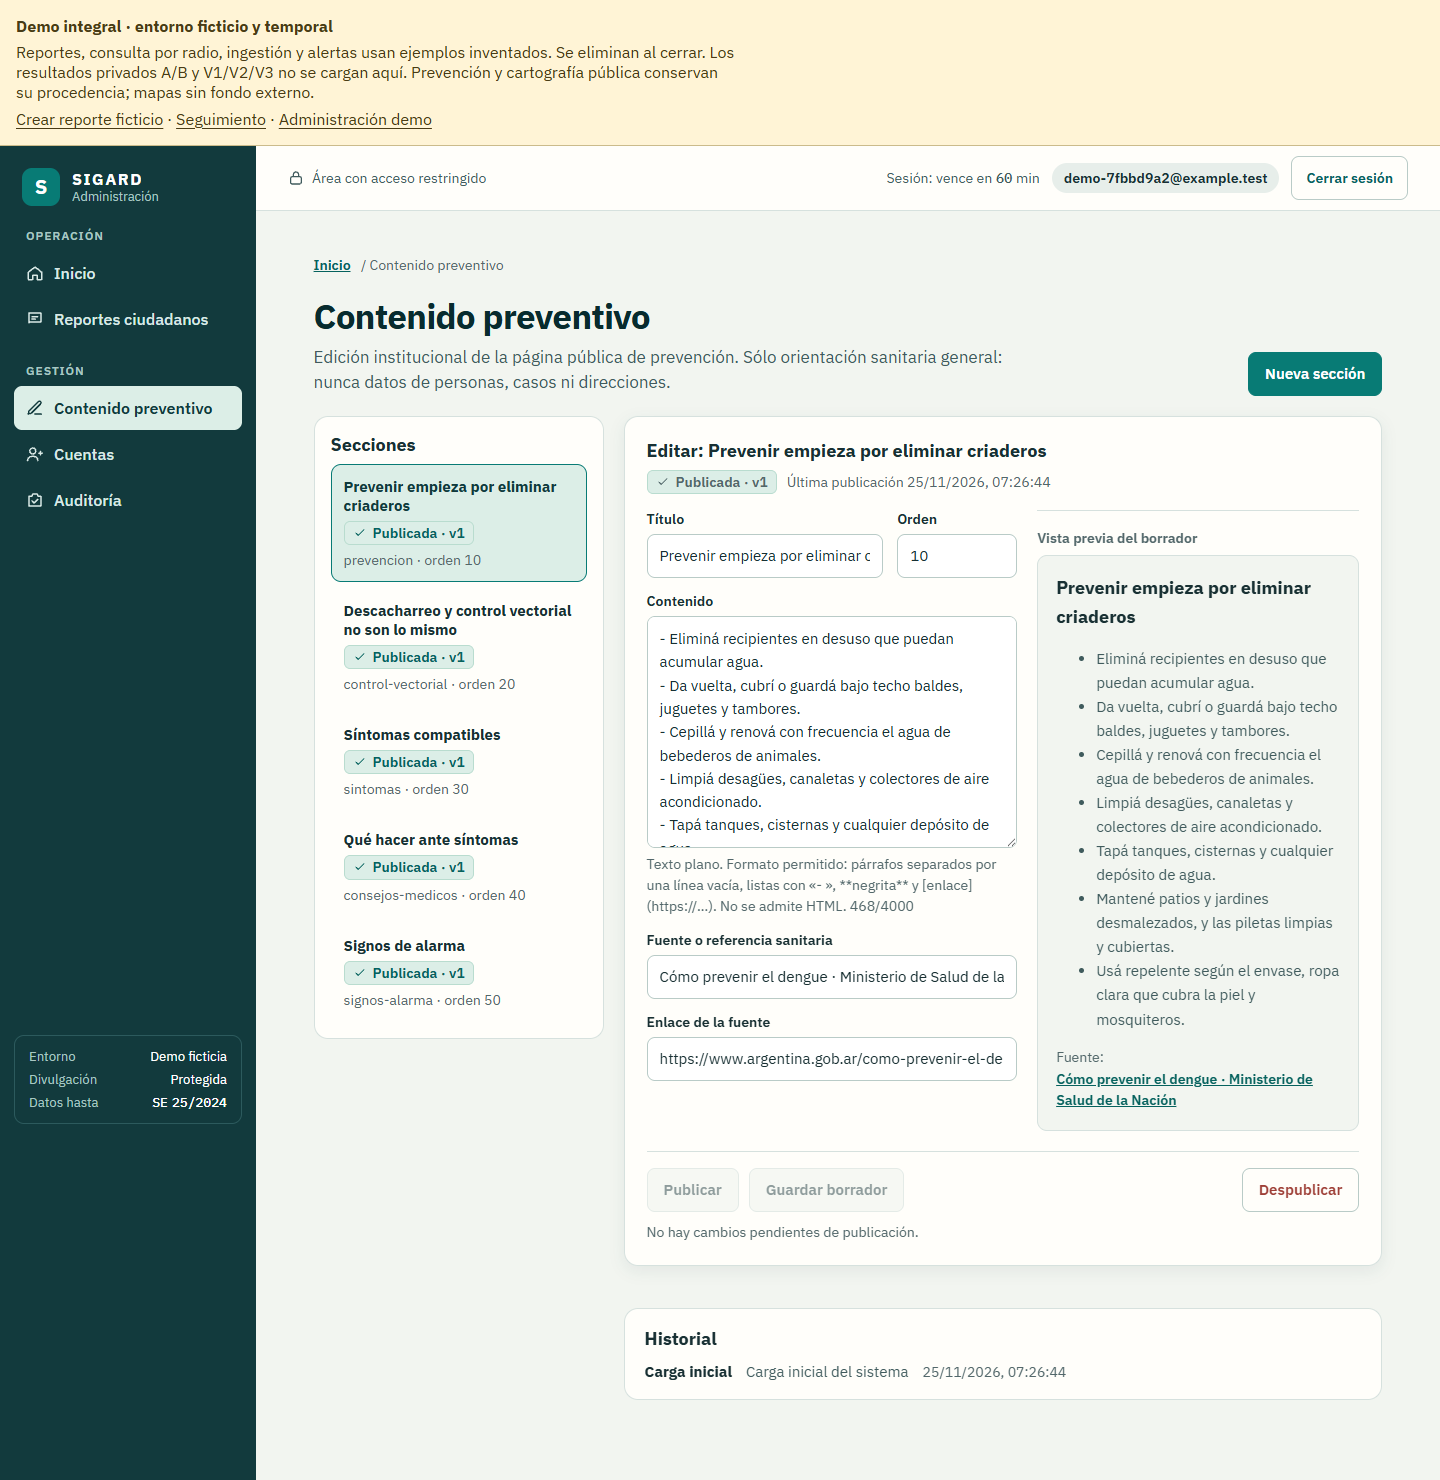 Demo integral · entorno ficticio y temporal
Reportes, consulta por radio, ingestión y alertas usan ejemplos inventados. Se eliminan al cerrar. Los
resultados privados A/B y V1/V2/V3 no se cargan aquí. Prevención y cartografía pública conservan
su procedencia; mapas sin fondo externo.
Crear reporte ficticio · Seguimiento · Administración demo
S
SIGARD
Administración
OPERACIÓN
Inicio
Reportes ciudadanos
GESTIÓN
Contenido preventivo
Cuentas
Auditoría
Entorno Demo ficticia
Divulgación Protegida
Datos hasta SE 25/2024
Área con acceso restringido
Sesión: vence en 60 min
demo-7fbbd9a2@example.test
Cerrar sesión
Inicio / Contenido preventivo
Contenido preventivo
Edición institucional de la página pública de prevención. Sólo orientación sanitaria general:
nunca datos de personas, casos ni direcciones.
Nueva sección
Secciones
Prevenir empieza por eliminar
criaderos
Publicada · v1
prevencion · orden 10
Descacharreo y control vectorial
no son lo mismo
Publicada · v1
control-vectorial · orden 20
Síntomas compatibles
Publicada · v1
sintomas · orden 30
Qué hacer ante síntomas
Publicada · v1
consejos-medicos · orden 40
Signos de alarma
Publicada · v1
signos-alarma · orden 50
Editar: Prevenir empieza por eliminar criaderos
Publicada · v1 Última publicación 25/11/2026, 07:26:44
Título
Prevenir empieza por eliminar c
Orden
10
Contenido
- Eliminá recipientes en desuso que puedan
acumular agua.
- Da vuelta, cubrí o guardá bajo techo baldes,
juguetes y tambores.
- Cepillá y renová con frecuencia el agua de
bebederos de animales.
- Limpiá desagües, canaletas y colectores de aire
acondicionado.
- Tapá tanques, cisternas y cualquier depósito de
Texto plano. Formato permitido: párrafos separados por
una línea vacía, listas con «- », **negrita** y [enlace]
(https://...). No se admite HTML. 468/4000
Fuente o referencia sanitaria
Cómo prevenir el dengue · Ministerio de Salud de la
Enlace de la fuente
https://www.argentina.gob.ar/como-prevenir-el-de
Vista previa del borrador
Prevenir empieza por eliminar
criaderos
• Eliminá recipientes en desuso que
puedan acumular agua.
• Da vuelta, cubrí o guardá bajo techo
baldes, juguetes y tambores.
• Cepillá y renová con frecuencia el
agua de bebederos de animales.
• Limpiá desagües, canaletas y
colectores de aire acondicionado.
• Tapá tanques, cisternas y cualquier
depósito de agua.
• Mantené patios y jardines
desmalezados, y las piletas limpias
y cubiertas.
• Usá repelente según el envase, ropa
clara que cubra la piel y
mosquiteros.
Fuente:
Cómo prevenir el dengue · Ministerio de
Salud de la Nación
Publicar
Guardar borrador
Despublicar
No hay cambios pendientes de publicación.
Historial
Carga inicial Carga inicial del sistema 25/11/2026, 07:26:44